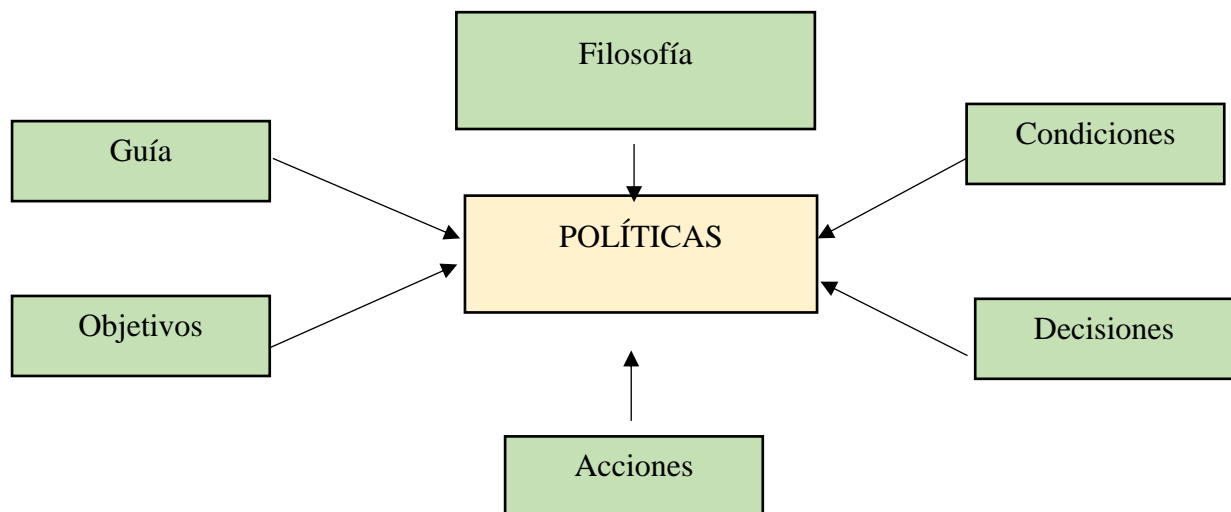 Filosofía
Guía
Condiciones
POLÍTICAS
Objetivos
Decisiones
Acciones